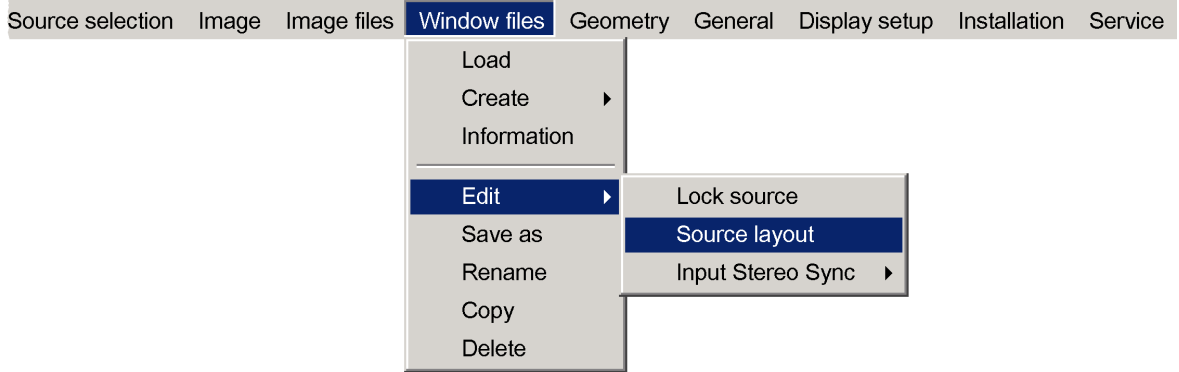 Source selection Image Image files Window files Geometry General Display setup Installation Service
Load
Create
Information
Edit
Lock source
Save as
Source layout
Rename
Input Stereo Sync
Copy
Delete